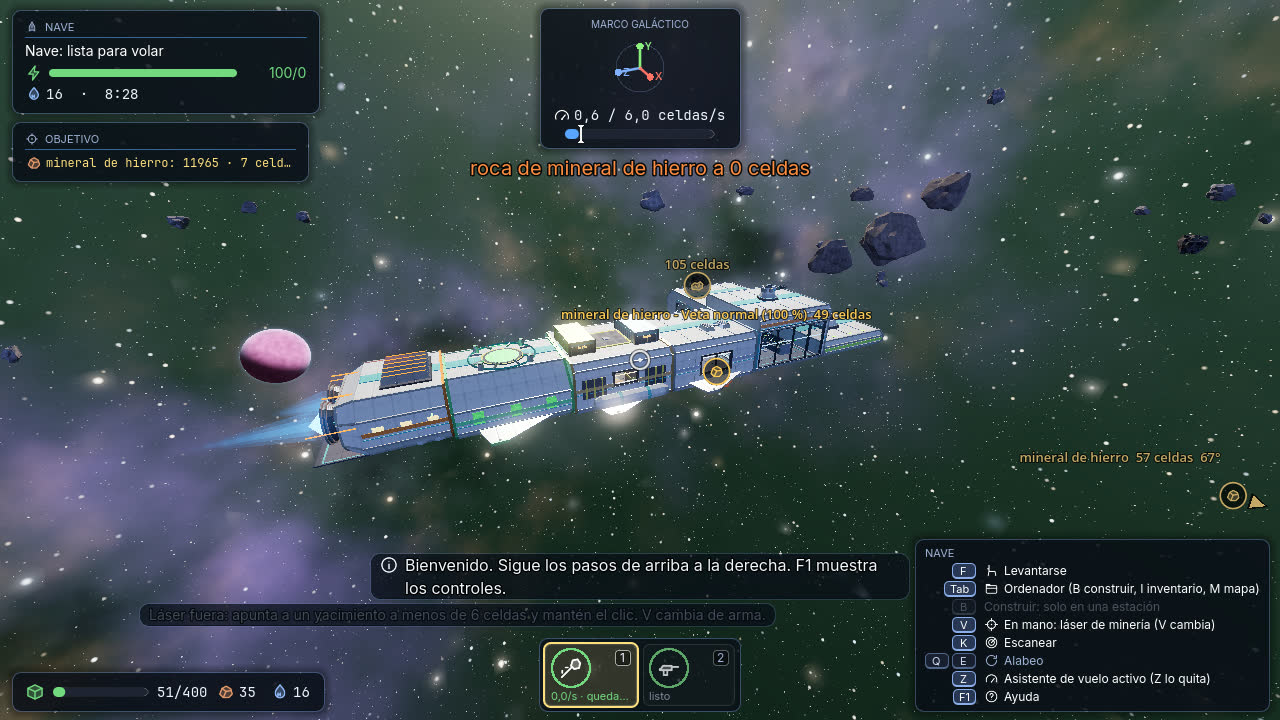 NAVE
Nave: lista para volar
100/0
16 · 8:28
OBJETIVO
mineral de hierro: 11965 · 7 celd…
MARCO GALÁCTICO
Y
Z
X
0,6 / 6,0 celdas/s
roca de mineral de hierro a 0 celdas
105 celdas
mineral de hierro · Veta normal (100 %) 49 celdas
mineral de hierro 57 celdas 67°
Bienvenido. Sigue los pasos de arriba a la derecha. F1 muestra
los controles.
Láser fuera: apunta a un yacimiento a menos de 6 celdas y mantén el clic. V cambia de arma.
1
0,0/s · queda…
2
listo
51/400 35 16
NAVE
F Levantarse
Tab Ordenador (B construir, I inventario, M mapa)
B Construir: solo en una estación
V En mano: láser de minería (V cambia)
K Escanear
Q E Alabeo
Z Asistente de vuelo activo (Z lo quita)
F1 Ayuda